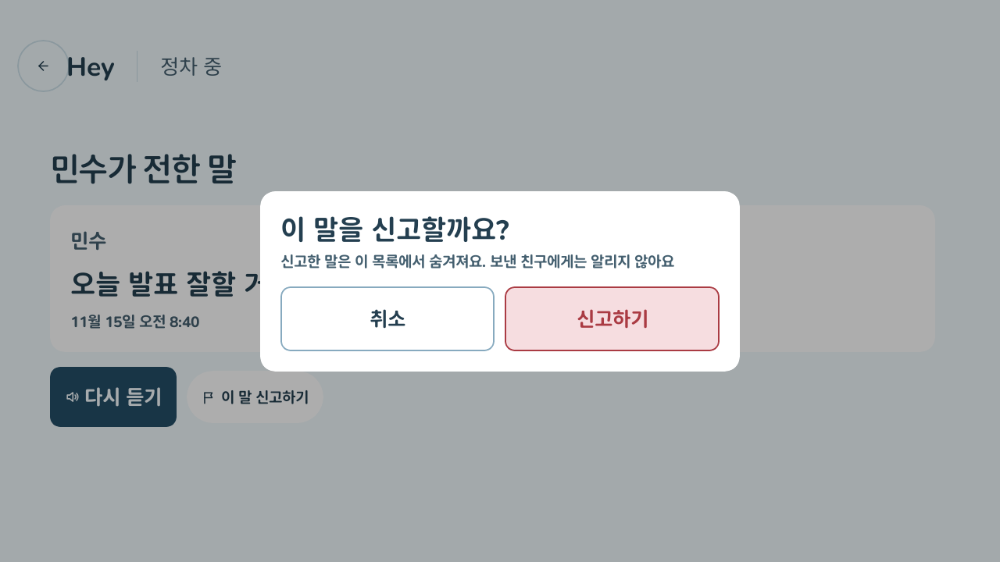 Hey
정차 중
민수가 전한 말
민수
오늘 발표 잘할
11월 15일 오전 8:40
다시 듣기
이 말 신고하기
이 말을 신고할까요?
신고한 말은 이 목록에서 숨겨져요. 보낸 친구에게는 알리지 않아요
취소
신고하기